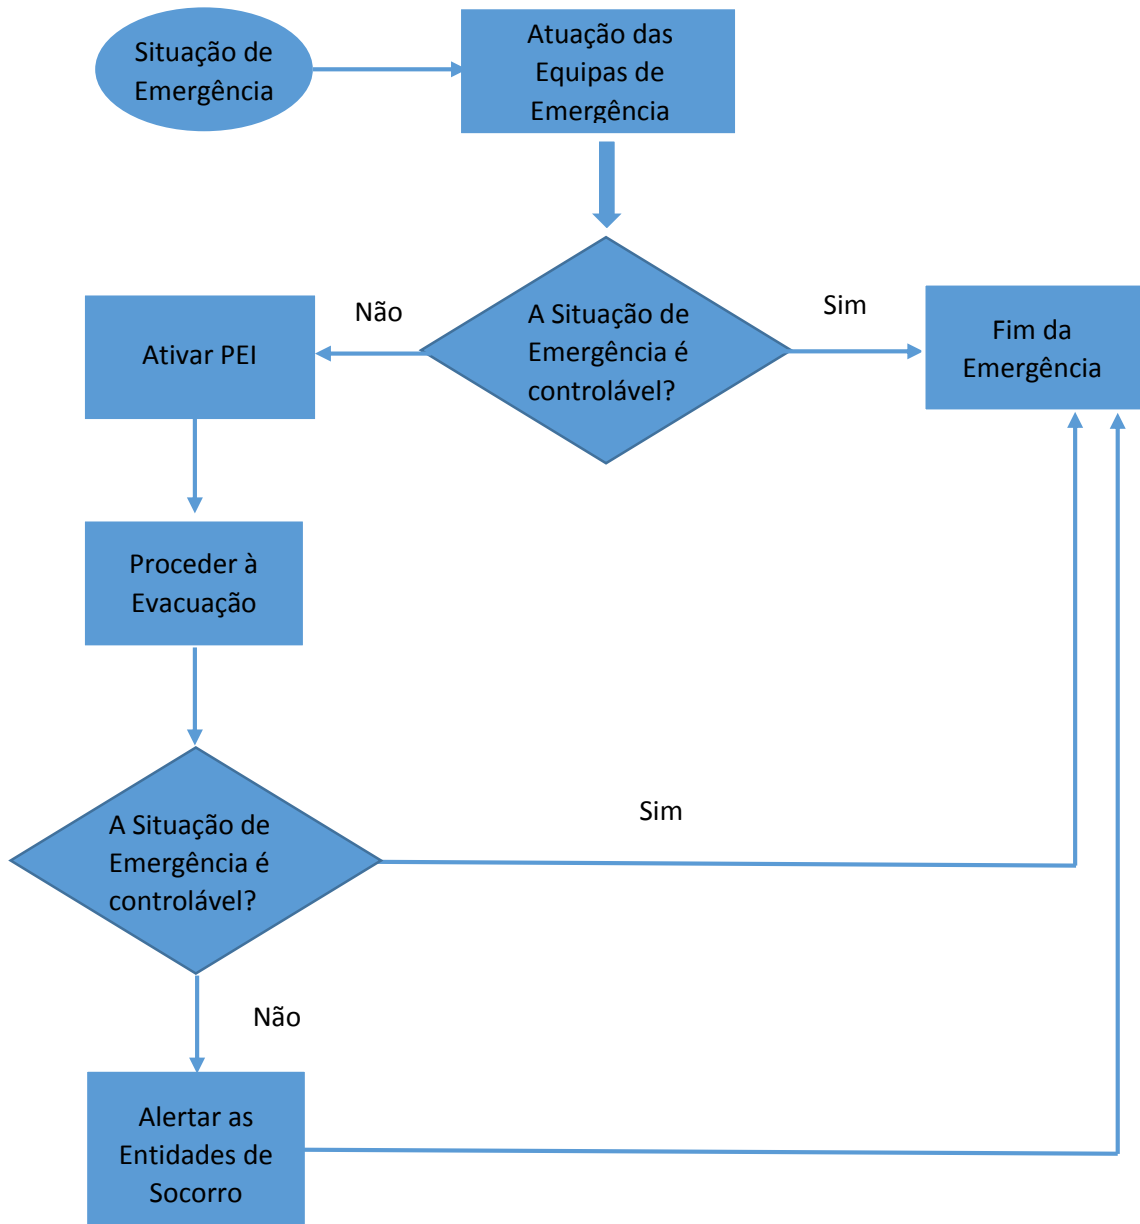 Situação de
Emergência
Atuação das
Equipas de
Emergência
Não
Sim
Ativar PEI
A Situação de
Emergência é
controlável?
Fim da
Emergência
Proceder à
Evacuação
Sim
A Situação de
Emergência é
controlável?
Não
Alertar as
Entidades de
Socorro